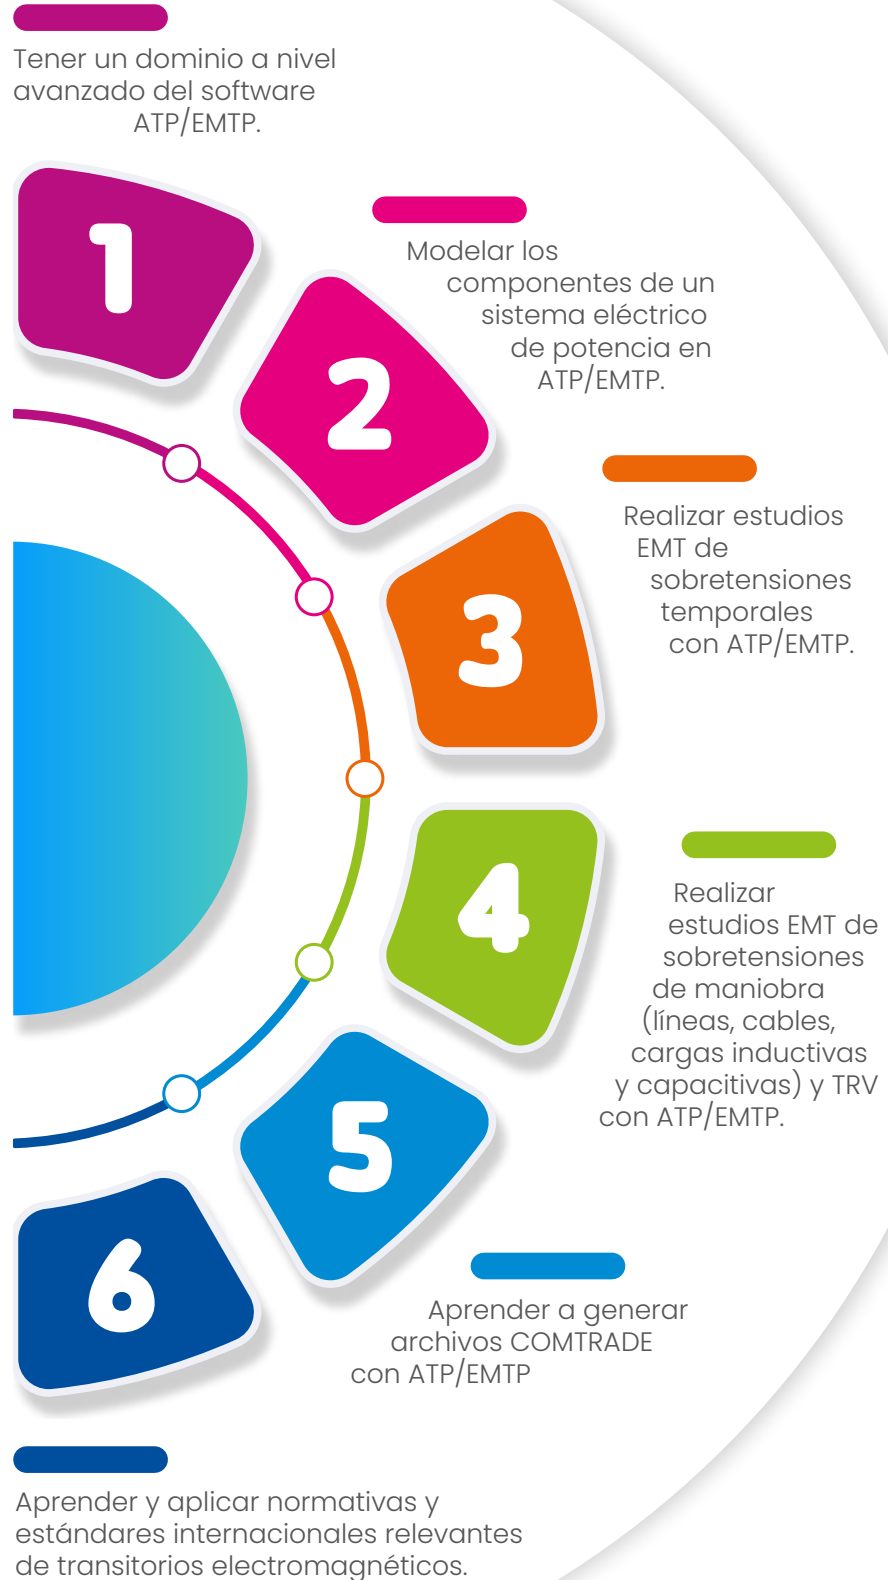 Tener un dominio a nivel
avanzado del software
ATP/EMTP.
1
Modelar los
componentes de un
sistema eléctrico
de potencia en
ATP/EMTP.
2
Realizar estudios
EMT de
sobretensiones
temporales
con ATP/EMTP.
3
Realizar
estudios EMT de
sobretensiones
de maniobra
(líneas, cables,
cargas inductivas
y capacitivas) y TRV
con ATP/EMTP.
4
5
Aprender a generar
archivos COMTRADE
con ATP/EMTP
6
Aprender y aplicar normativas y
estándares internacionales relevantes
de transitorios electromagnéticos.